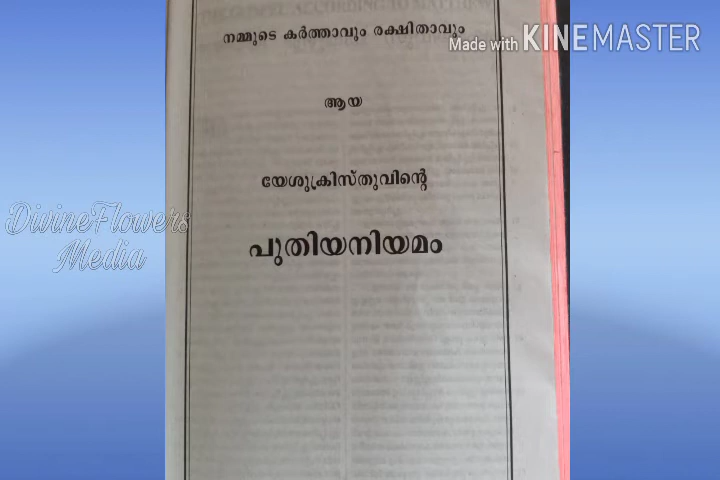 നമ്മുടെ കർത്താവും രക്ഷിതാവും
Made with KINEMASTER
ആയ
യേശുക്രിസ്തുവിന്റെ
DivineFlowers
Media
പുതിയനിയമം